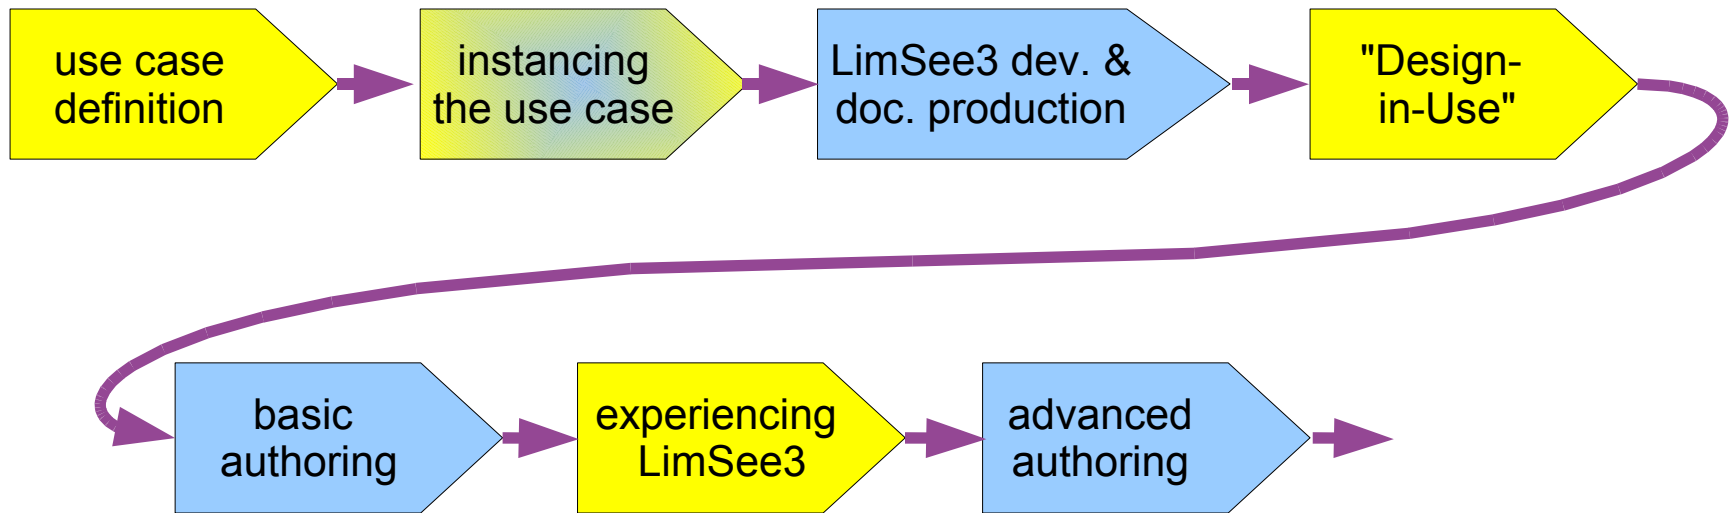 use case
definition
instancing
the use case
LimSee3 dev. &
doc. production
"Design-
in-Use"
basic
authoring
experiencing
LimSee3
advanced
authoring